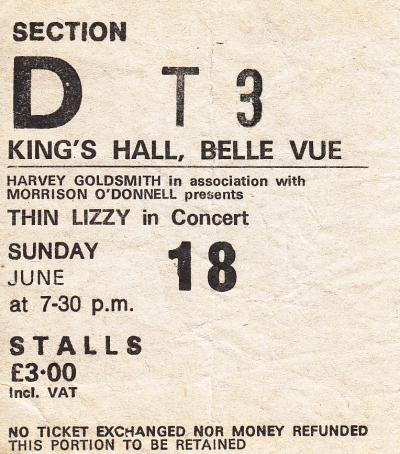 SECTION
D T 3
KING'S HALL, BELLE VUE
HARVEY GOLDSMITH in association with
MORRISON O'DONNELL presents
THIN LIZZY in Concert
SUNDAY 18
JUNE
at 7-30 p.m.
STALLS
£3·00
Incl. VAT
NO TICKET EXCHANGED NOR MONEY REFUNDED
THIS PORTION TO BE RETAINED